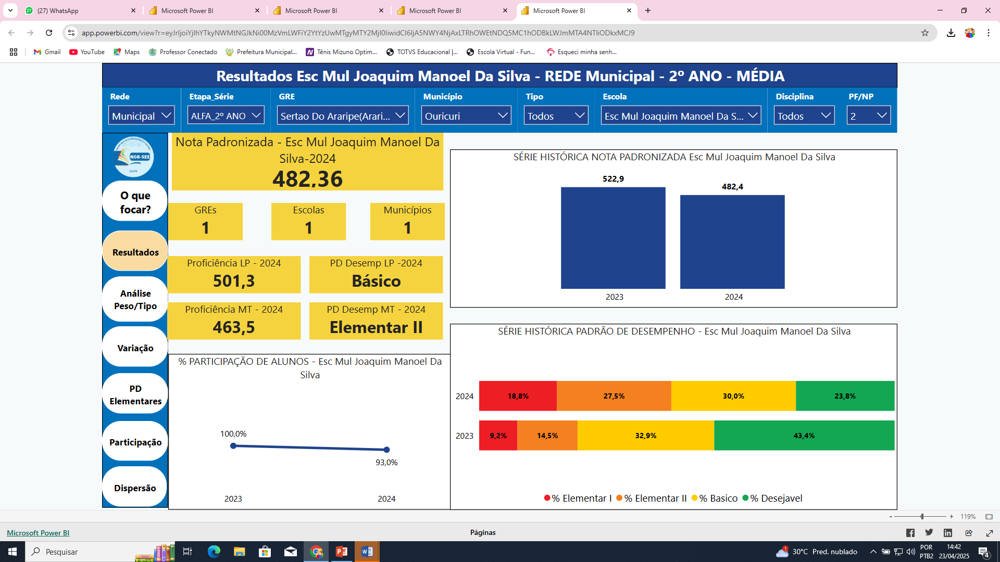 (27) WhatsApp
Microsoft Power BI
Microsoft Power BI
Microsoft Power BI
Microsoft Power BI
Gmail
YouTube
Maps
Professor Conectado
Prefeitura Municipal...
Tênis Mizuno Optim...
TOTVS Educacional |...
Escola Virtual - Fun...
Esqueci minha senh...
Resultados Esc Mul Joaquim Manoel Da Silva - REDE Municipal - 2º ANO - MÉDIA
Rede
Etapa_Série
GRE
Município
Tipo
Escola
Disciplina
PF/NP
Municipal
ALFA_2º ANO
Sertao Do Araripe(Arari...
Ouricuri
Todos
Esc Mul Joaquim Manoel Da S...
Todos
2
NGR-SEE
O que
focar?
Resultados
Análise
Peso/Tipo
Variação
PD
Elementares
Participação
Dispersão
Nota Padronizada - Esc Mul Joaquim Manoel Da
Silva-2024
482,36
GREs
1
Escolas
1
Municípios
1
Proficiência LP - 2024
501,3
PD Desemp LP -2024
Básico
Proficiência MT - 2024
463,5
PD Desemp MT - 2024
Elementar II
% PARTICIPAÇÃO DE ALUNOS - Esc Mul Joaquim Manoel Da
Silva
100,0%
93,0%
2023
2024
SÉRIE HISTÓRICA NOTA PADRONIZADA Esc Mul Joaquim Manoel Da Silva
522,9
482,4
2023
2024
SÉRIE HISTÓRICA PADRÃO DE DESEMPENHO - Esc Mul Joaquim Manoel Da Silva
2024
18,8%
27,5%
30,0%
23,8%
2023
9,2%
14,5%
32,9%
43,4%
% Elementar I
% Elementar II
% Basico
% Desejavel
- + 119%
Microsoft Power BI
Páginas
Pesquisar
30°C Pred. nublado
POR
PTB2
14:42
23/04/2025
4